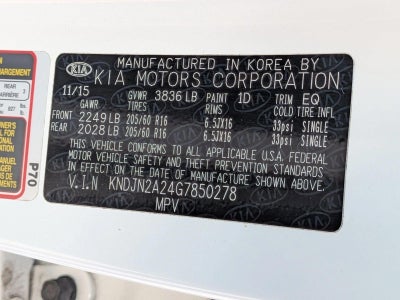 KIA
MANUFACTURED IN KOREA BY
KIA MOTORS CORPORATION
11/15 GVWR 3836 LB PAINT 1D TRIM EQ
GAWR TIRES RIMS COLD TIRE INFL
FRONT 2249 LB 205/60 R16 6.5JX16 33psi SINGLE
REAR 2028 LB 205/60 R16 6.5JX16 33psi SINGLE
THIS VEHICLE CONFORMS TO ALL APPLICABLE U.S.A. FEDERAL
MOTOR VEHICLE SAFETY AND THEFT PREVENTION STANDARDS
IN EFFECT ON THE DATE OF MANUFACTURE SHOWN ABOVE.
V.I.N KNDJN2A24G7850278
MPV
REAR
ARRIÈRE
P70